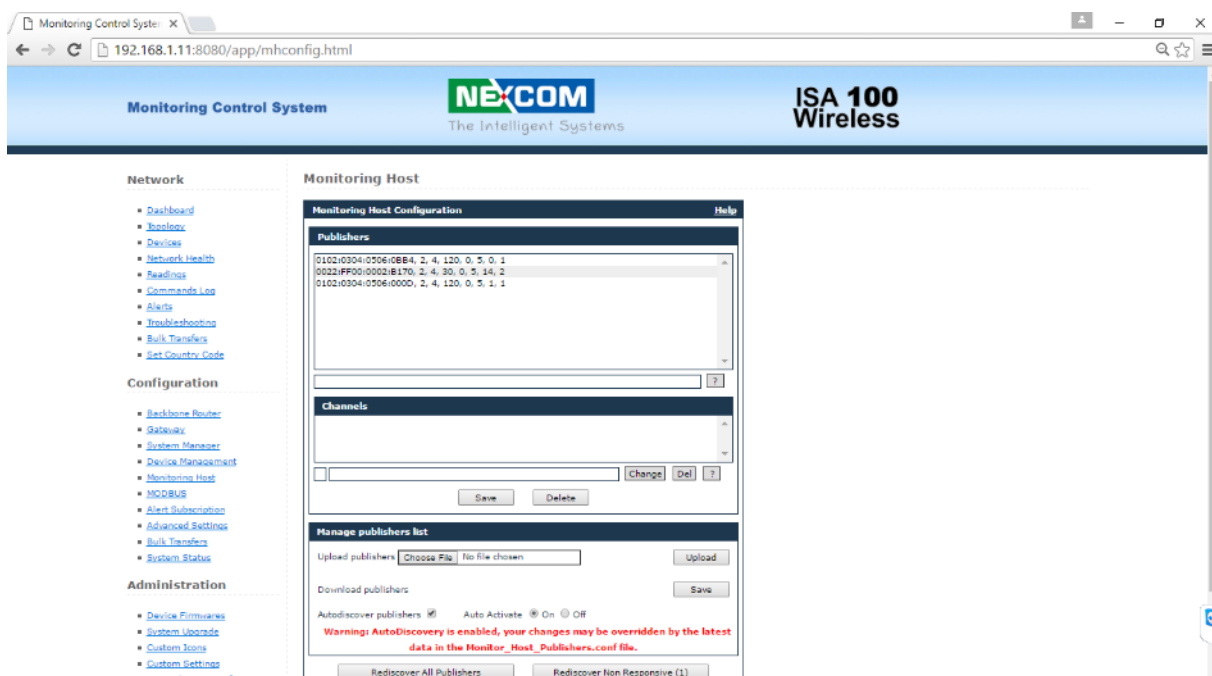 Monitoring Control System
192.168.1.11:8080/app/mhconfig.html
Monitoring Control System
NEXCOM
The Intelligent Systems
ISA 100
Wireless
Network
Dashboard
Topology
Devices
Network Health
Readings
Commands Log
Alerts
Troubleshooting
Bulk Transfers
Set Country Code
Configuration
Backbone Router
Gateway
System Manager
Device Management
Monitoring Host
MODBUS
Alert Subscription
Advanced Settings
Bulk Transfers
System Status
Administration
Device Firmwares
System Upgrade
Custom Icons
Custom Settings
Monitoring Host
Monitoring Host Configuration Help
Publishers
0102:0304:0506:0BB4, 2, 4, 120, 0, 5, 0, 1
0022:FF00:0002:B170, 2, 4, 30, 0, 5, 14, 2
0102:0304:0506:000D, 2, 4, 120, 0, 5, 1, 1
?
Channels
Change Del ?
Save Delete
Manage publishers list
Upload publishers Choose File No file chosen Upload
Download publishers Save
Autodiscover publishers Auto Activate On Off
Warning: AutoDiscovery is enabled, your changes may be overridden by the latest
data in the Monitor_Host_Publishers.conf file.
Rediscover All Publishers Rediscover Non Responsive (1)